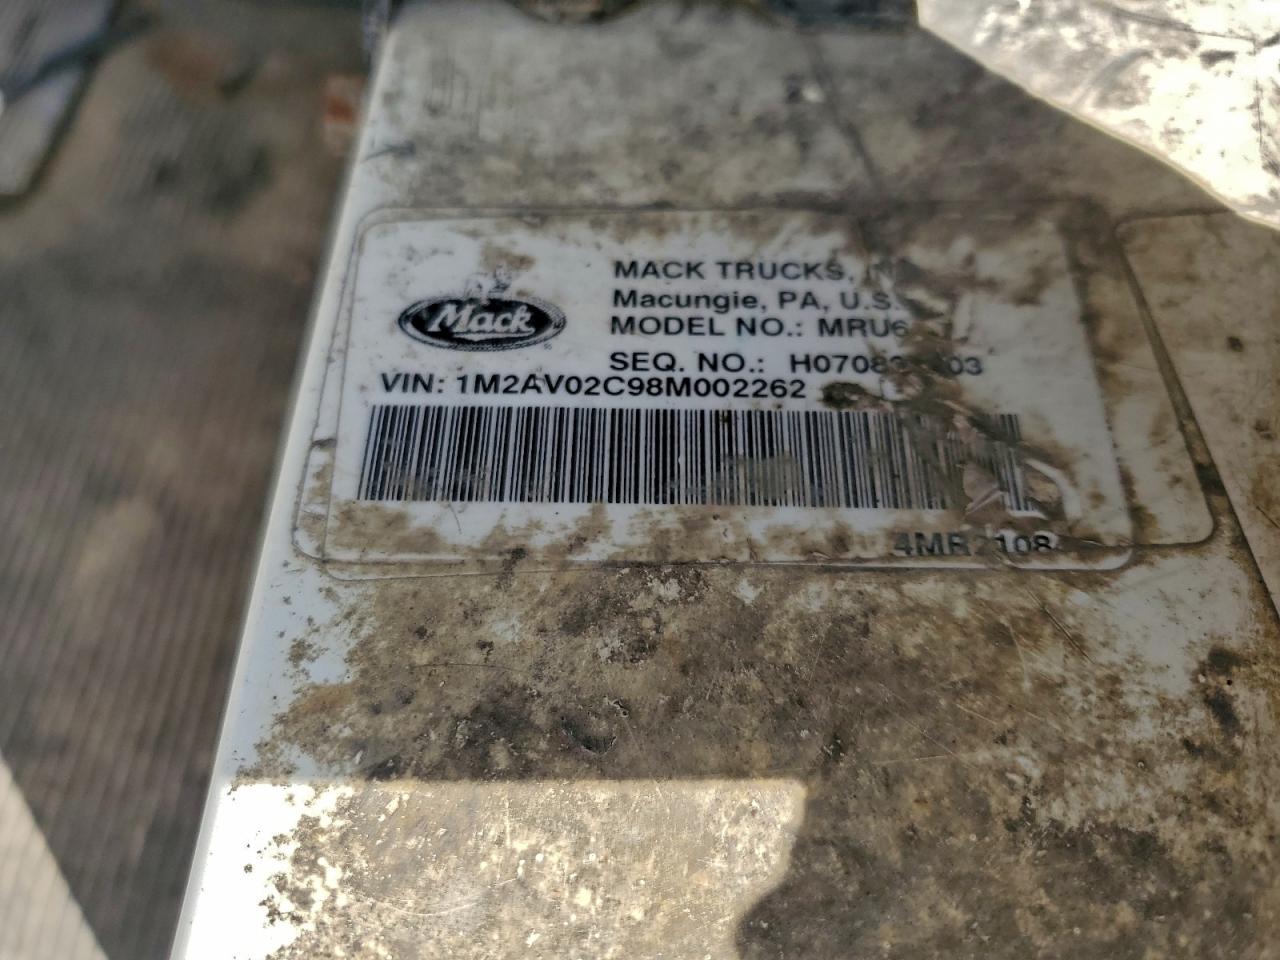 Mack
MACK TRUCKS,
Macungie, PA, U.S.
MODEL NO.:
SEQ. NO.:
VIN: 1M2AV02C98M002262